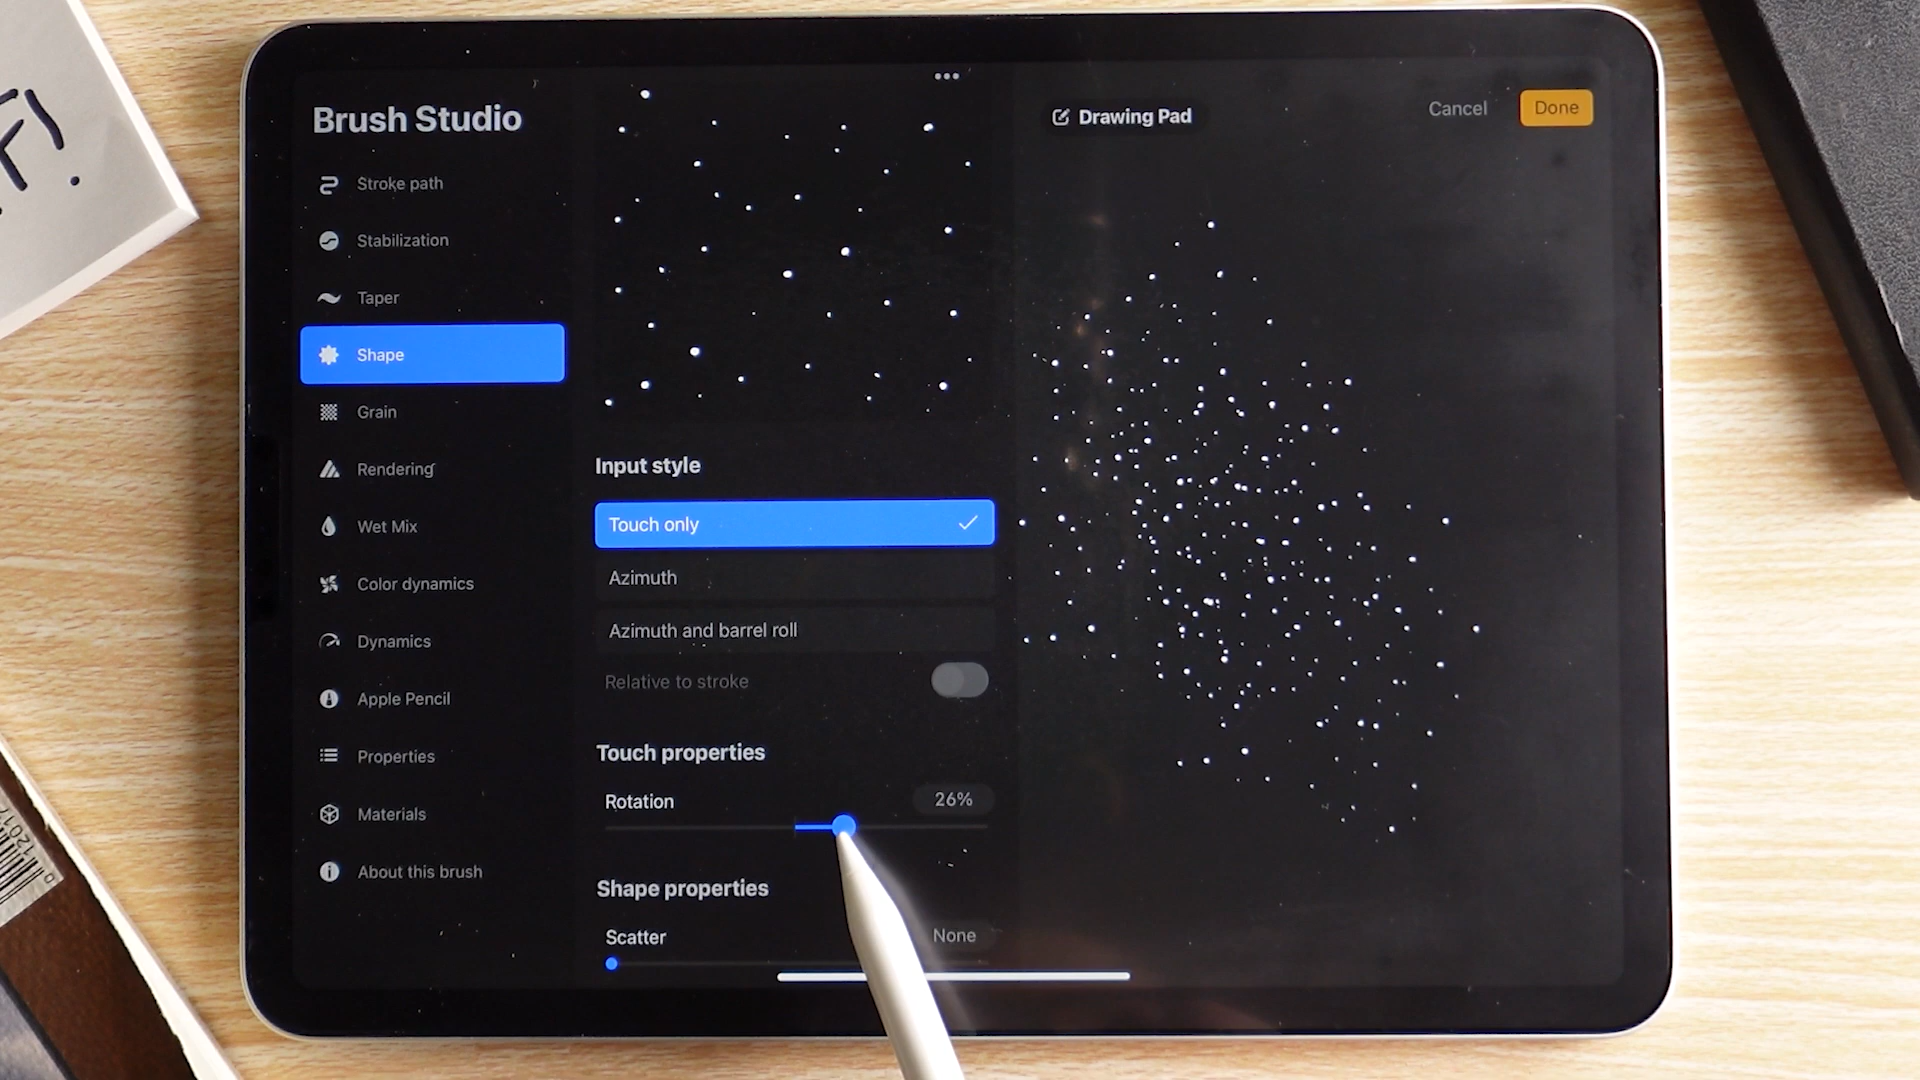 F!
Brush Studio
Stroke path
Stabilization
Taper
Shape
Grain
Rendering
Wet Mix
Color dynamics
Dynamics
Apple Pencil
Properties
Materials
About this brush
Input style
Touch only
Azimuth
Azimuth and barrel roll
Relative to stroke
Touch properties
Rotation
26%
Shape properties
Scatter
None
Drawing Pad
Cancel
Done